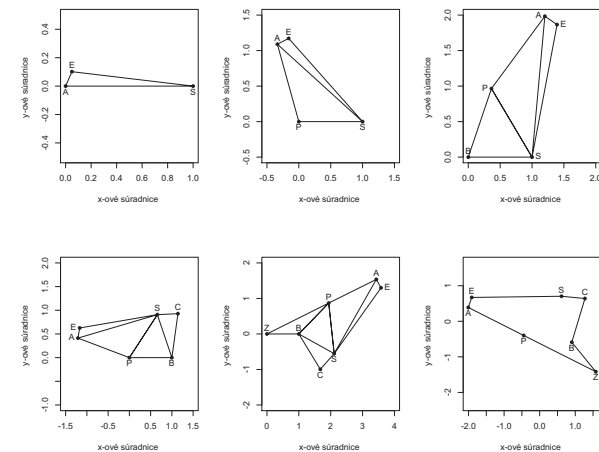 0.4
0.2
0.0
-0.2
-0.4
y-ové súradnice
E
A
S
0.0 0.2 0.4 0.6 0.8 1.0
x-ové súradnice
1.5
1.0
0.5
0.0
-0.5
y-ové súradnice
A
E
P
S
-0.5 0.0 0.5 1.0 1.5
x-ové súradnice
2.0
1.5
1.0
0.5
0.0
y-ové súradnice
A
E
P
B
S
0.0 0.5 1.0 1.5 2.0
x-ové súradnice
2.0
1.5
1.0
0.5
0.0
-1.0
y-ové súradnice
S
C
E
A
P
B
-1.5 -0.5 0.0 0.5 1.0 1.5
x-ové súradnice
2
1
0
-1
-2
y-ové súradnice
A
E
P
Z
B
S
C
0 1 2 3 4
x-ové súradnice
1
0
-1
-2
y-ové súradnice
E
S
C
A
P
B
Z
-2.0 -1.0 0.0 1.0
x-ové súradnice